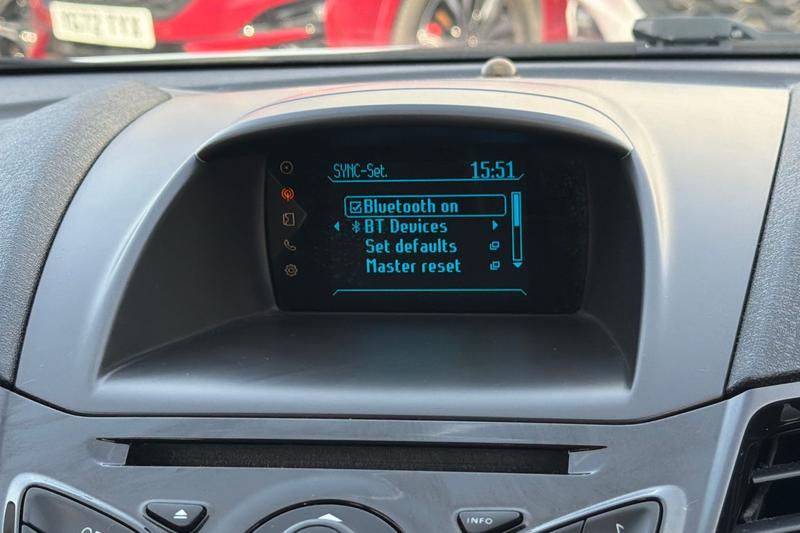 SYNC-Set. 15:51
Bluetooth on
BT Devices
Set defaults
Master reset
INFO